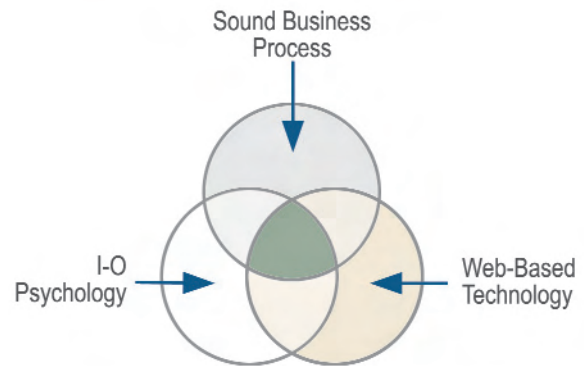 Sound Business
Process
I-O
Psychology
Web-Based
Technology